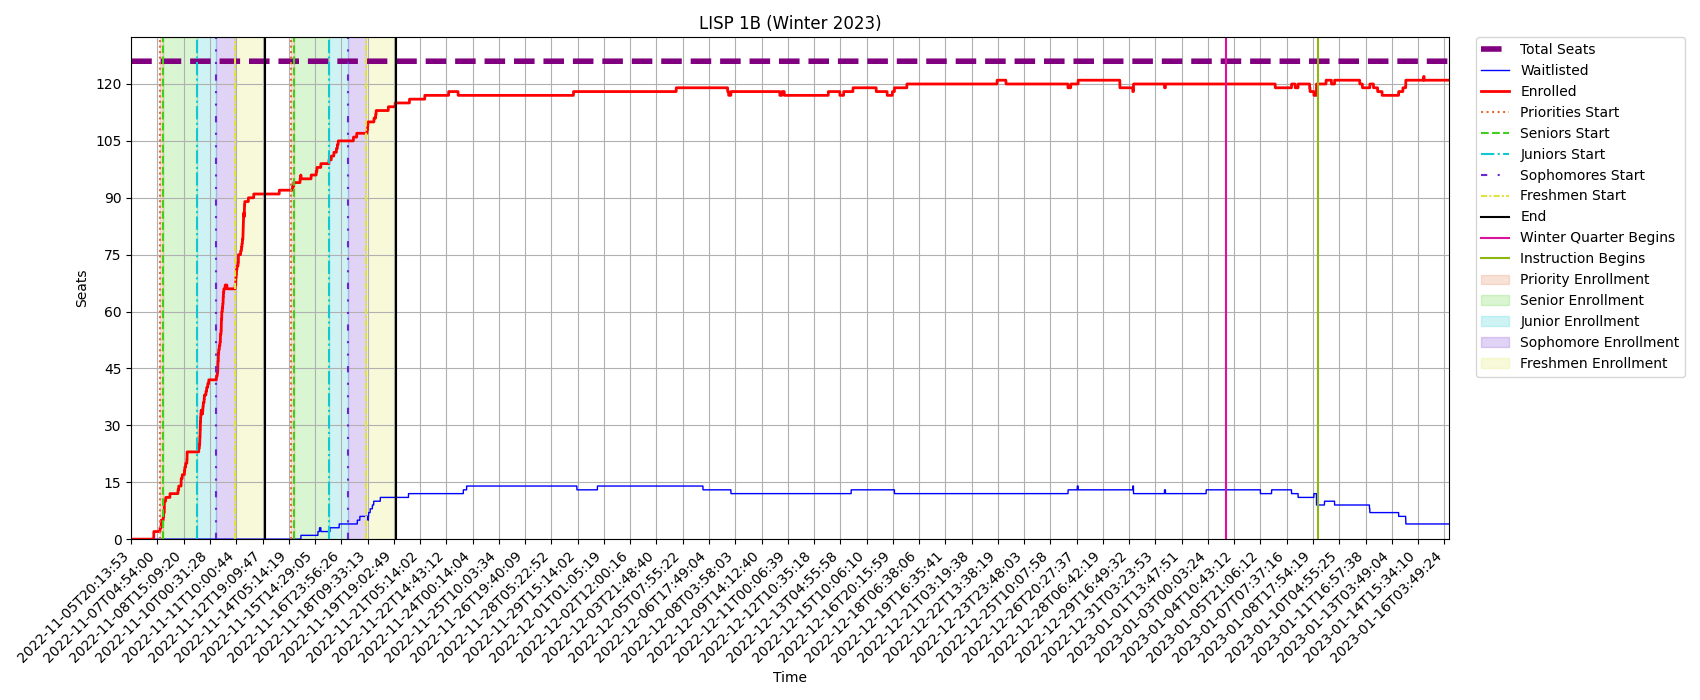 LISP 1B (Winter 2023)
Seats
120
105
90
75
60
45
30
15
0
2022-11-05T20:13:53
2022-11-07T04:54:00
2022-11-08T15:09:20
2022-11-10T00:31:28
2022-11-11T10:00:44
2022-11-12T19:09:47
2022-11-14T05:14:19
2022-11-15T14:29:05
2022-11-16T23:56:26
2022-11-18T09:33:13
2022-11-19T19:02:49
2022-11-21T05:14:02
2022-11-22T14:43:12
2022-11-24T00:14:04
2022-11-25T10:03:34
2022-11-26T19:40:09
2022-11-28T05:22:52
2022-11-29T15:14:02
2022-12-01T01:05:19
2022-12-02T12:00:16
2022-12-03T21:48:40
2022-12-05T07:55:22
2022-12-06T17:49:04
2022-12-08T03:58:03
2022-12-09T14:12:40
2022-12-11T00:06:39
2022-12-12T10:35:18
2022-12-13T04:55:58
2022-12-15T10:06:10
2022-12-16T20:15:59
2022-12-18T06:38:06
2022-12-19T16:35:41
2022-12-21T03:19:38
2022-12-22T13:38:19
2022-12-23T23:48:03
2022-12-25T10:07:58
2022-12-26T20:27:37
2022-12-28T06:42:19
2022-12-29T16:49:32
2022-12-31T03:23:53
2023-01-01T13:47:51
2023-01-03T00:03:24
2023-01-04T10:43:12
2023-01-05T21:06:12
2023-01-07T07:37:16
2023-01-08T17:54:19
2023-01-10T04:55:25
2023-01-11T16:57:38
2023-01-13T03:49:04
2023-01-14T15:34:10
2023-01-16T03:49:24
Time
Total Seats
Waitlisted
Enrolled
Priorities Start
Seniors Start
Juniors Start
Sophomores Start
Freshmen Start
End
Winter Quarter Begins
Instruction Begins
Priority Enrollment
Senior Enrollment
Junior Enrollment
Sophomore Enrollment
Freshmen Enrollment